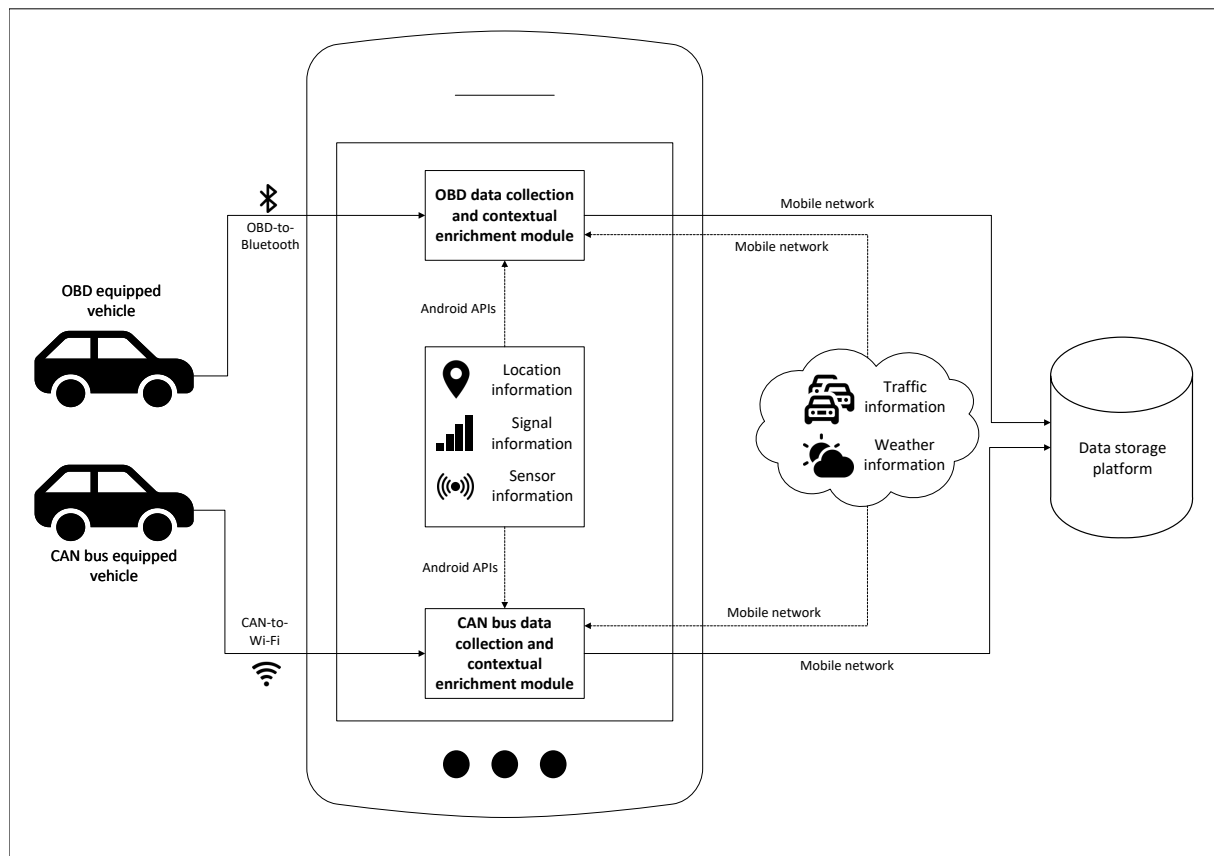 OBD data collection
and contextual
enrichment module
Mobile network
OBD-to-
Bluetooth
Mobile network
OBD equipped
vehicle
Android APIs
Location
information
Signal
information
Sensor
information
Traffic
information
Weather
information
Data storage
platform
CAN bus equipped
vehicle
Android APIs
CAN-to-
Wi-Fi
Mobile network
CAN bus data
collection and
contextual
enrichment module
Mobile network